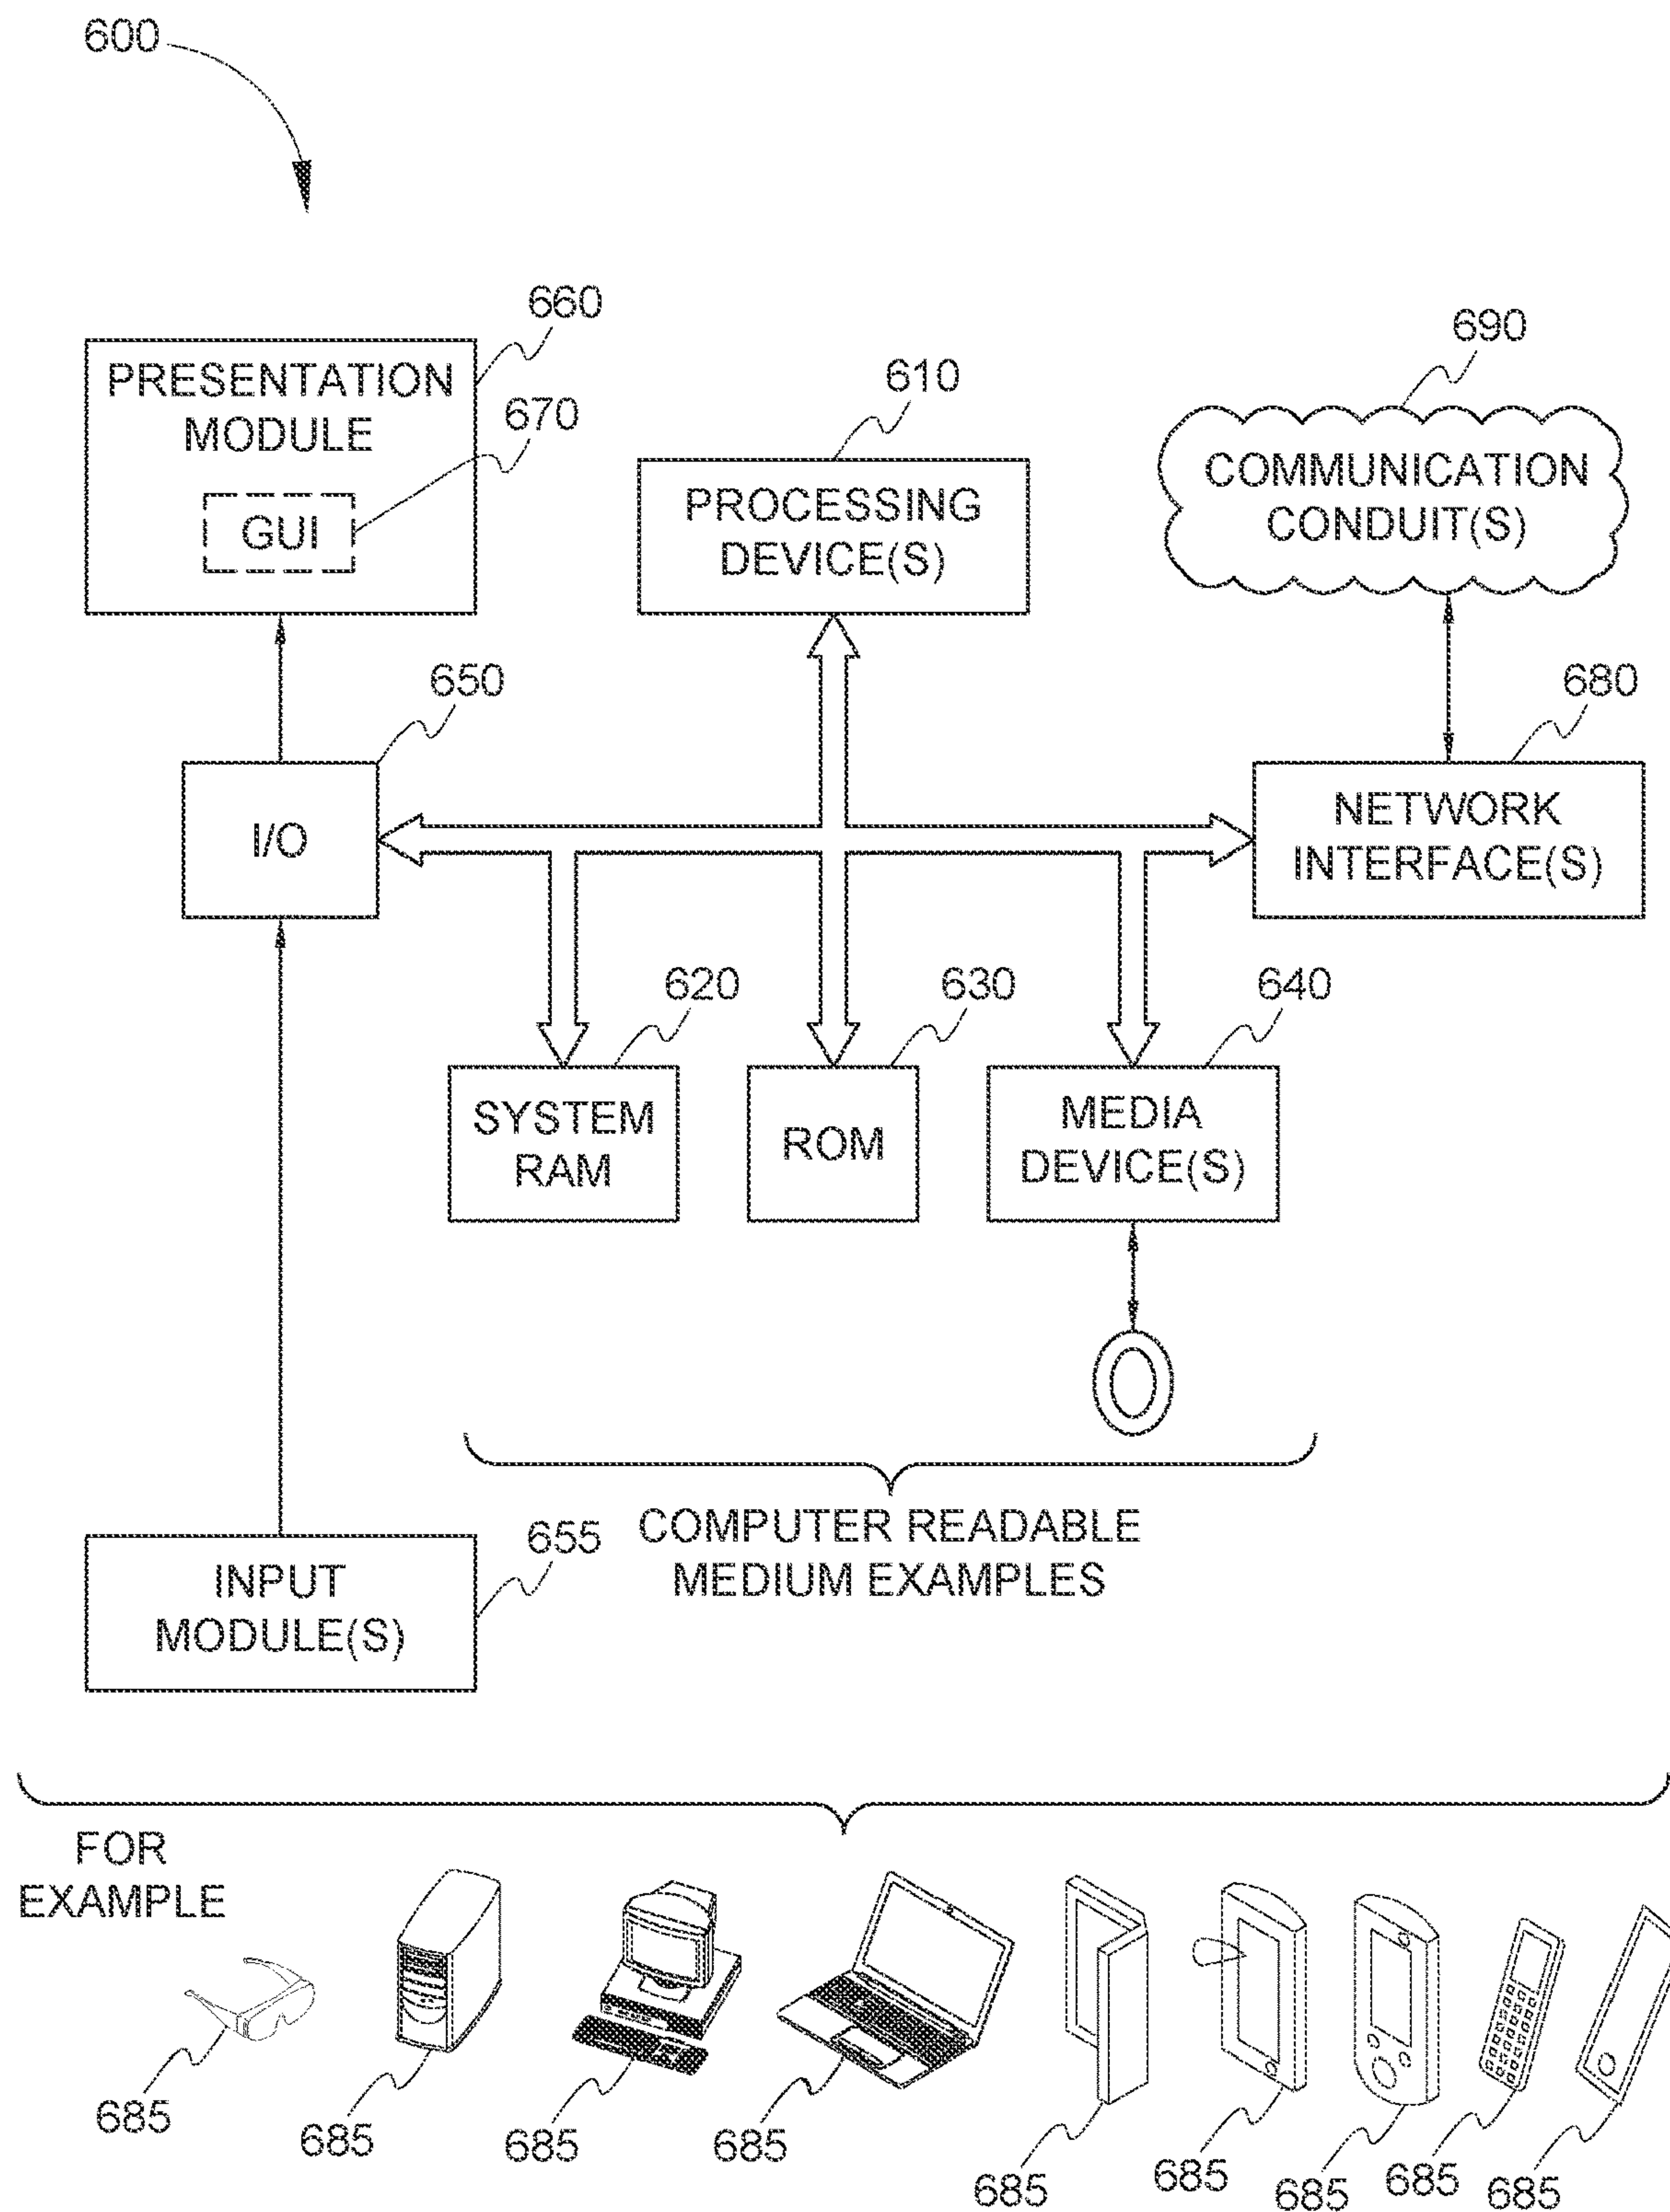 600
660
PRESENTATION
MODULE
670
GUI
610
PROCESSING
DEVICE(S)
690
COMMUNICATION
CONDUIT(S)
650
I/O
680
NETWORK
INTERFACE(S)
620
SYSTEM
RAM
630
ROM
640
MEDIA
DEVICE(S)
COMPUTER READABLE
MEDIUM EXAMPLES
655
INPUT
MODULE(S)
FOR
EXAMPLE
685
685
685
685
685
685
685
685
685